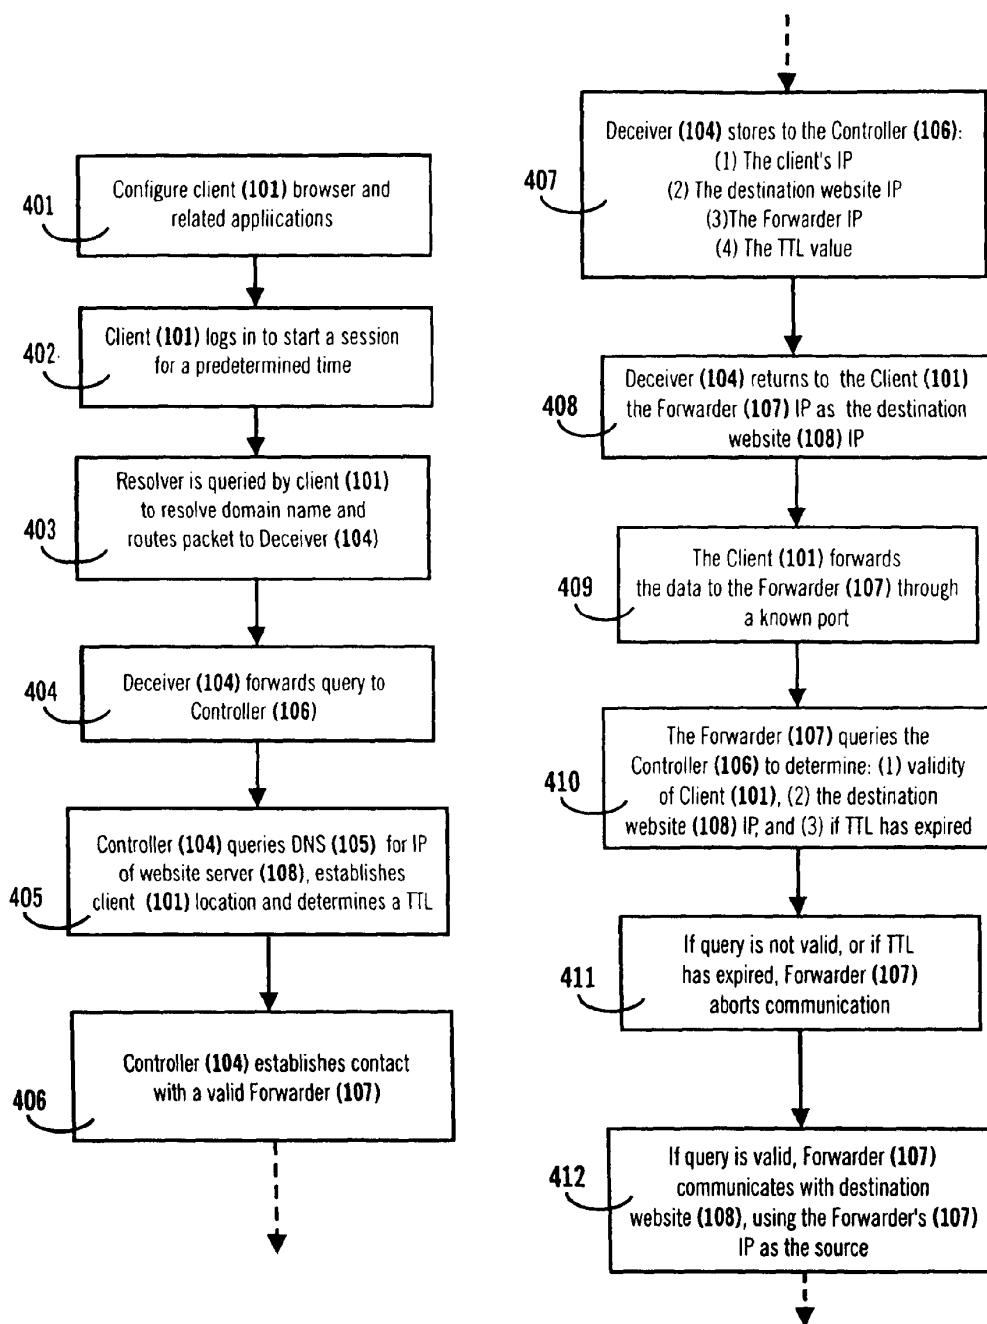 401
Configure client (101) browser and
related appliications
402
Client (101) logs in to start a session
for a predetermined time
403
Resolver is queried by client (101)
to resolve domain name and
routes packet to Deceiver (104)
404
Deceiver (104) forwards query to
Controller (106)
405
Controller (104) queries DNS (105) for IP
of website server (108), establishes
client (101) location and determines a TTL
406
Controller (104) establishes contact
with a valid Forwarder (107)
407
Deceiver (104) stores to the Controller (106):
(1) The client's IP
(2) The destination website IP
(3)The Forwarder IP
(4) The TTL value
408
Deceiver (104) returns to the Client (101)
the Forwarder (107) IP as the destination
website (108) IP
409
The Client (101) forwards
the data to the Forwarder (107) through
a known port
410
The Forwarder (107) queries the
Controller (106) to determine: (1) validity
of Client (101), (2) the destination
website (108) IP, and (3) if TTL has expired
411
If query is not valid, or if TTL
has expired, Forwarder (107)
aborts communication
412
If query is valid, Forwarder (107)
communicates with destination
website (108), using the Forwarder's (107)
IP as the source